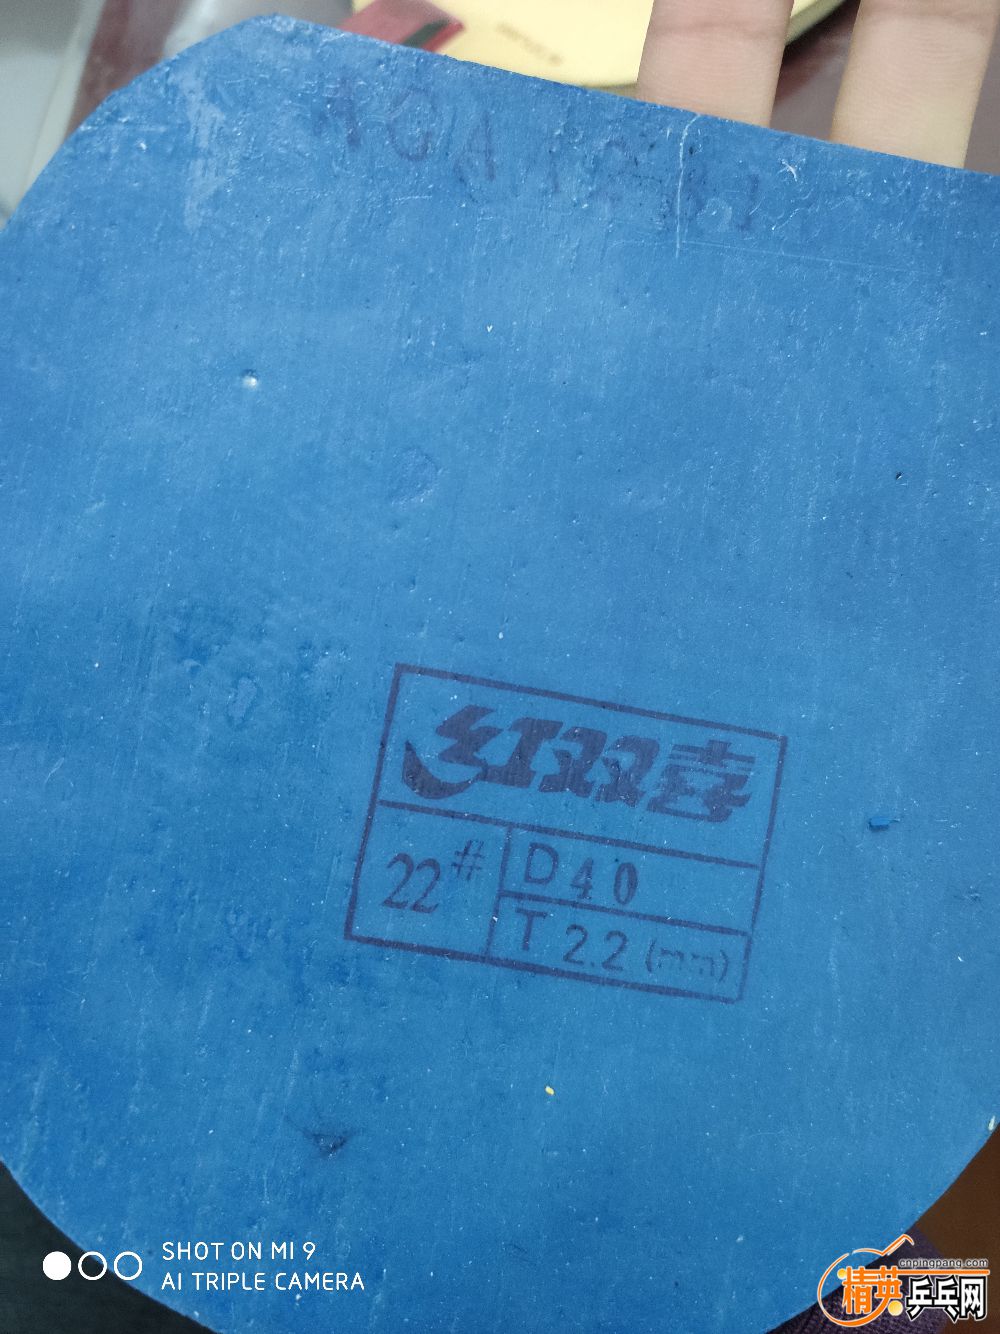 红双喜
22#
D 40
T 2.2 (mm)
SHOT ON MI 9
AI TRIPLE CAMERA
cnpingpang.com
精英乒乓网